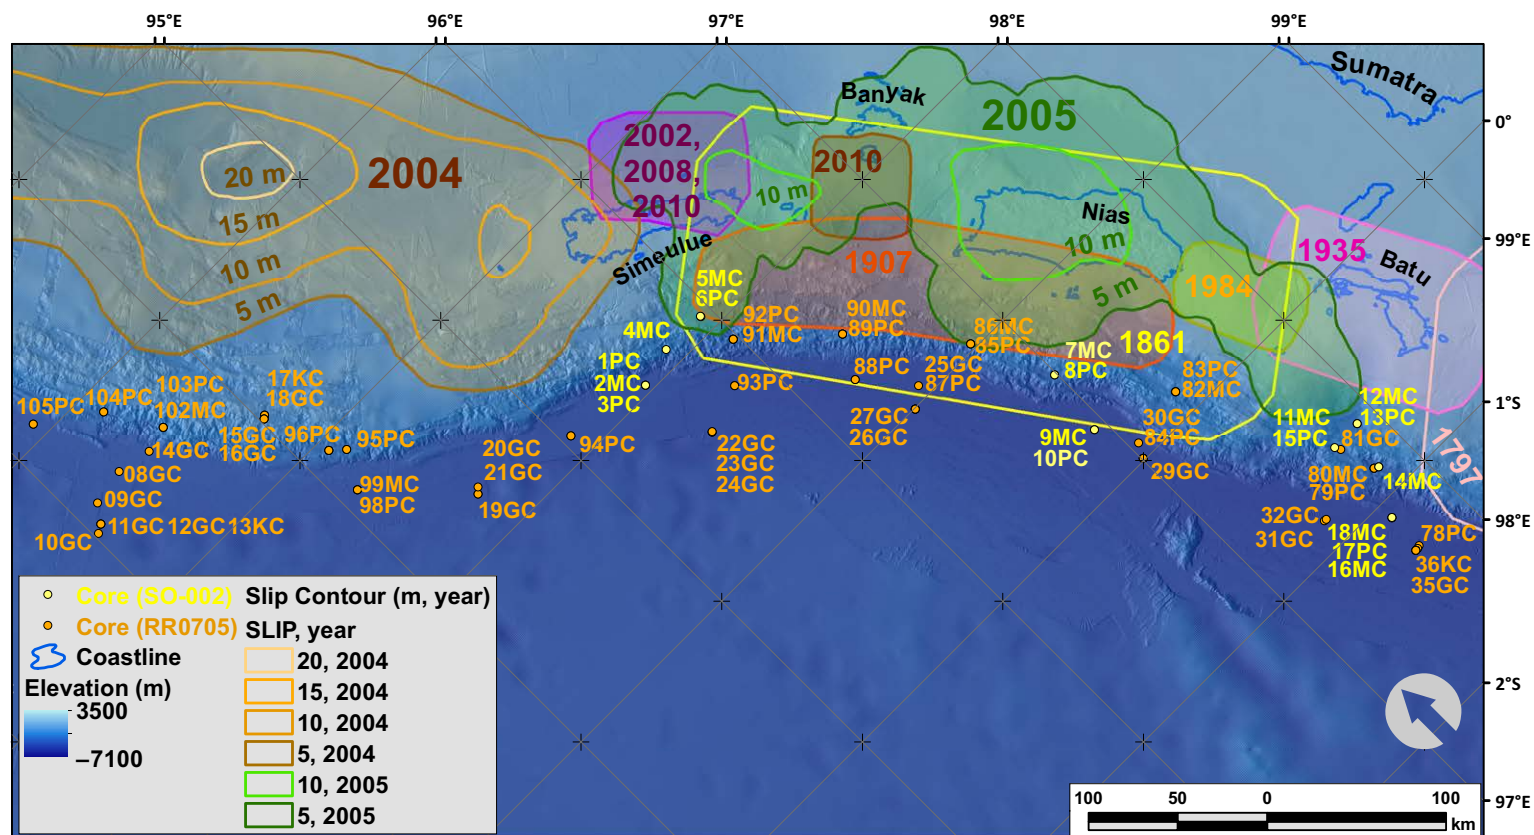 95°E
96°E
97°E
98°E
99°E
0°
99°E
1°S
98°E
2°S
97°E
Sumatra
Banyak
2005
2002,
2008,
2010
2010
2004
20 m
15 m
10 m
5 m
10 m
Nias
10 m
Simeulue
1907
5 m
1935
Batu
1984
1861
1797
5MC
6PC
4MC
1PC
2MC
3PC
92PC
91MC
90MC
89PC
86MC
85PC
7MC
8PC
83PC
82MC
88PC
25GC
87PC
93PC
27GC
26GC
9MC
10PC
30GC
84PC
29GC
12MC
13PC
11MC
15PC
81GC
80MC
79PC
14MC
32GC
31GC
18MC
17PC
16MC
78PC
36KC
35GC
105PC
104PC
103PC
102MC
17KC
18GC
15GC
16GC
96PC
95PC
14GC
08GC
09GC
10GC
11GC 12GC 13KC
99MC
98PC
20GC
21GC
19GC
94PC
22GC
23GC
24GC
Core (SO-002)
Core (RR0705)
Coastline
Elevation (m)
3500
–7100
Slip Contour (m, year)
SLIP, year
20, 2004
15, 2004
10, 2004
5, 2004
10, 2005
5, 2005
100 50 0 100
km